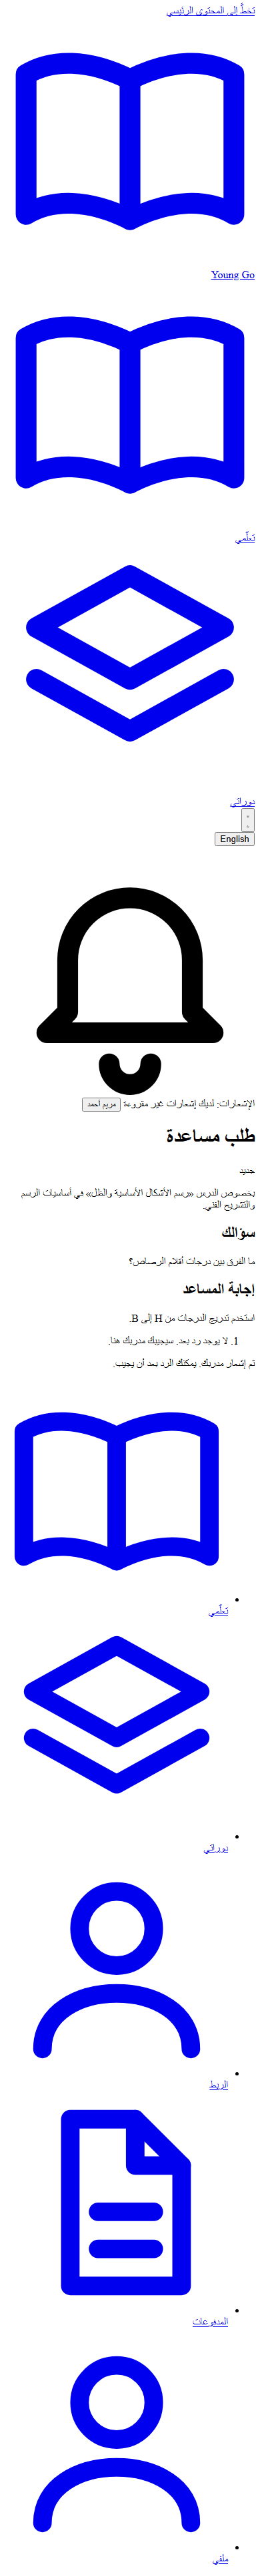 تخطَّ إلى المحتوى الرئيسي
Young Go
تعلُّمي
دوراتي
English
الإشعارات: لديك إشعارات غير مقروءة مريم أحمد
طلب مساعدة
جديد
بخصوص الدرس «رسم الأشكال الأساسية والظل» في أساسيات الرسم
والتشريح الفني.
سؤالك
ما الفرق بين درجات أقلام الرصاص؟
إجابة المساعد
استخدم تدريج الدرجات من H إلى B.
1. لا يوجد رد بعد. سيجيبك مدربك هنا.
تم إشعار مدربك. يمكنك الرد بعد أن يجيب.
تعلُّمي
دوراتي
الربط
المدفوعات
ملفي